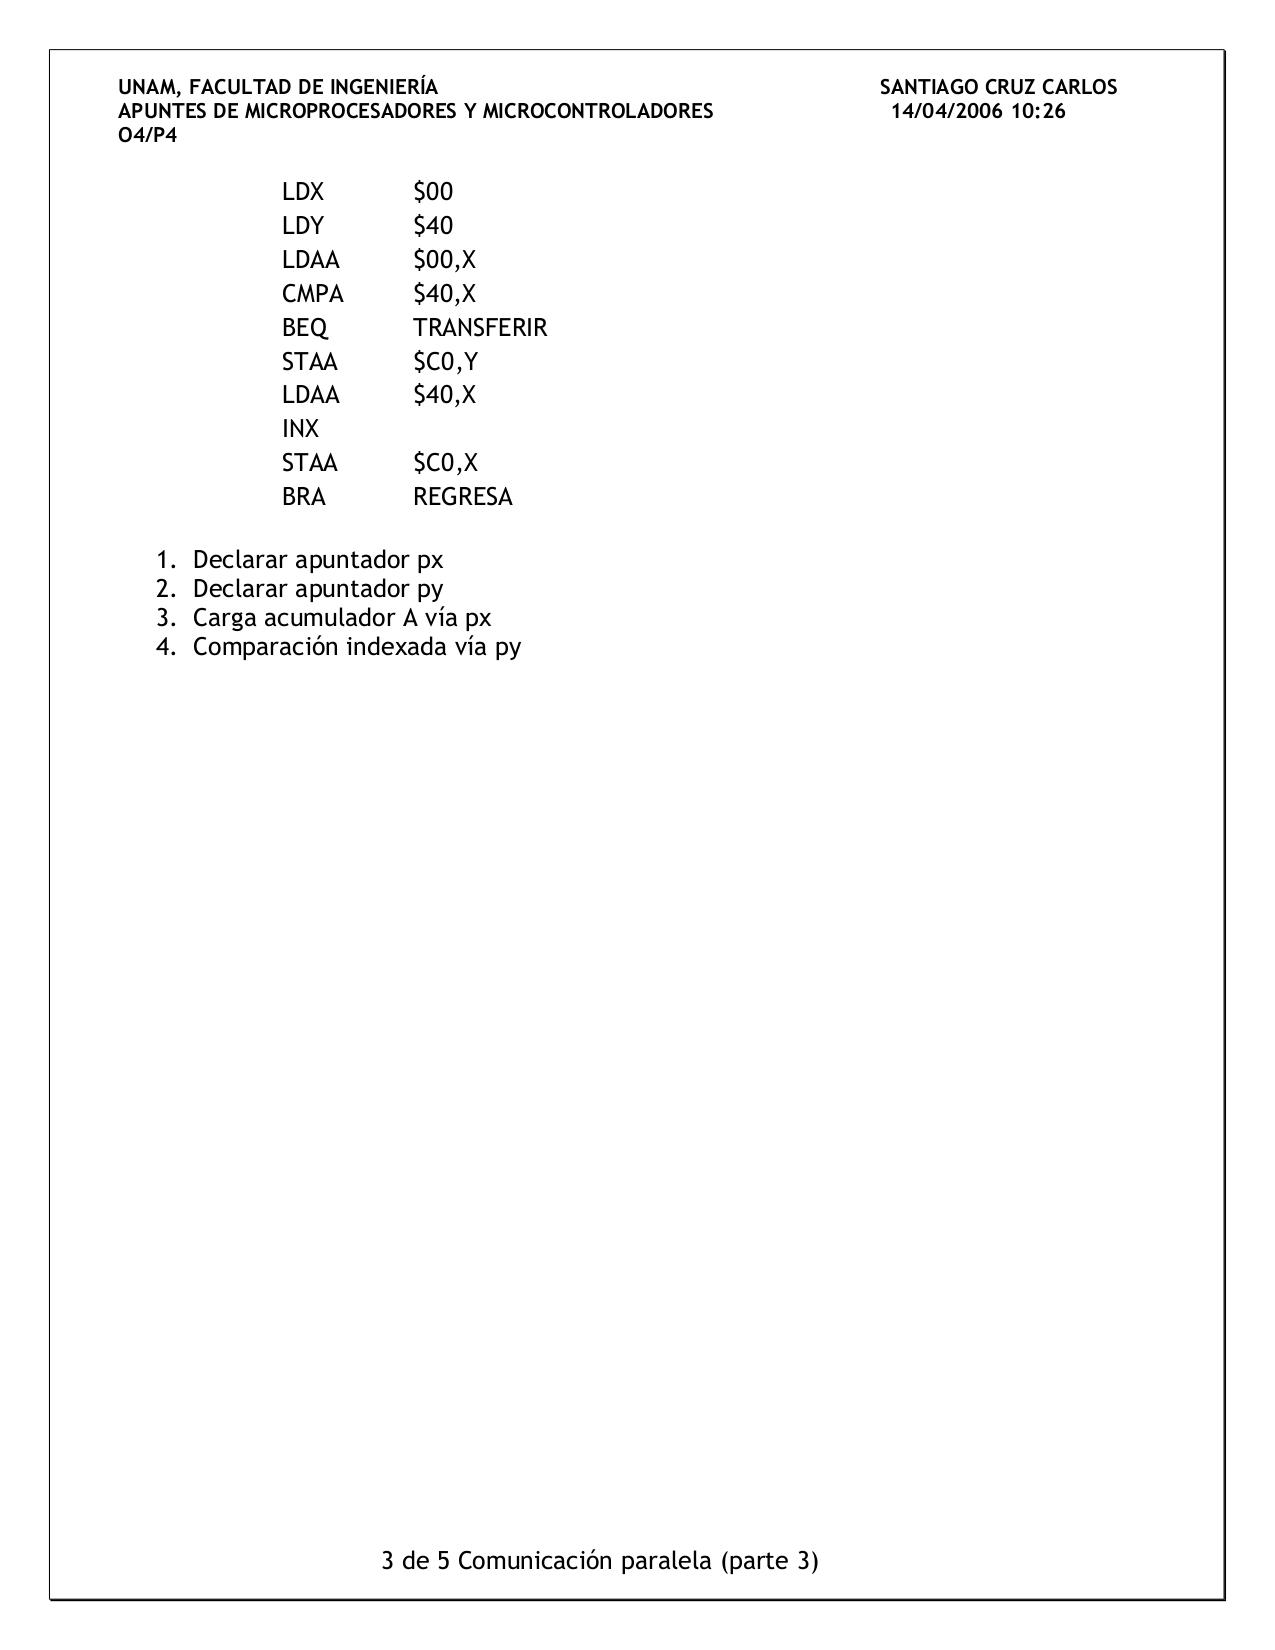 UNAM, FACULTAD DE INGENIERÍA SANTIAGO CRUZ CARLOS
APUNTES DE MICROPROCESADORES Y MICROCONTROLADORES 14/04/2006 10:26
O4/P4
LDX $00
LDY $40
LDAA $00,X
CMPA $40,X
BEQ TRANSFERIR
STAA $C0,Y
LDAA $40,X
INX
STAA $C0,X
BRA REGRESA
1. Declarar apuntador px
2. Declarar apuntador py
3. Carga acumulador A vía px
4. Comparación indexada vía py
3 de 5 Comunicación paralela (parte 3)